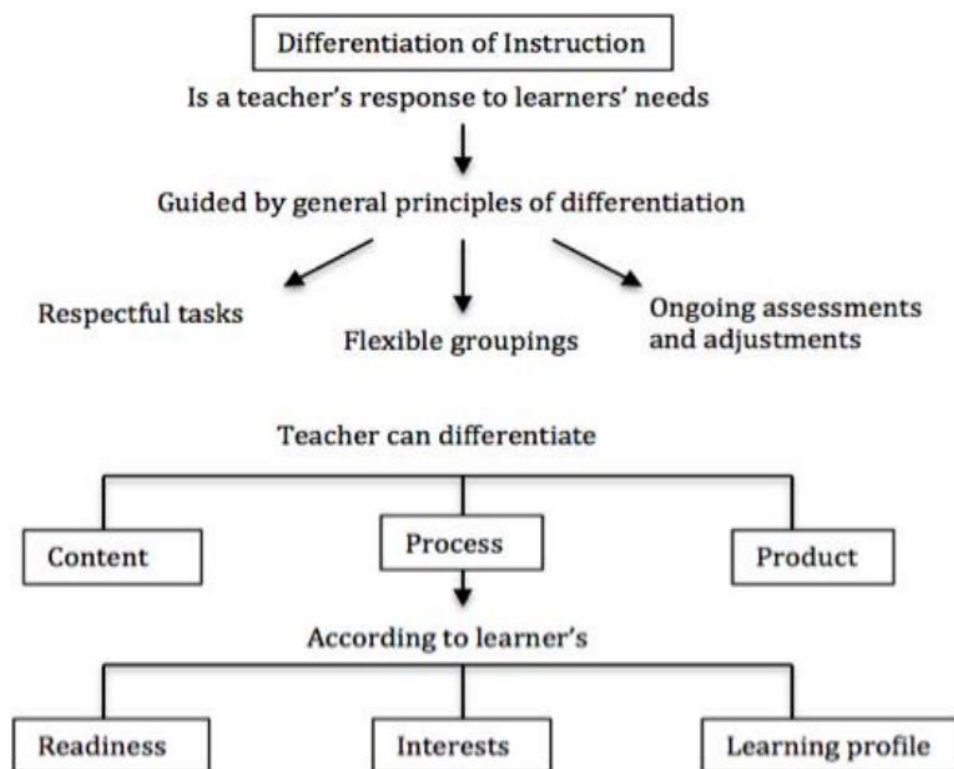 Differentiation of Instruction
Is a teacher's response to learners' needs
Guided by general principles of differentiation
Respectful tasks
Flexible groupings
Ongoing assessments
and adjustments
Teacher can differentiate
Content
Process
Product
According to learner's
Readiness
Interests
Learning profile